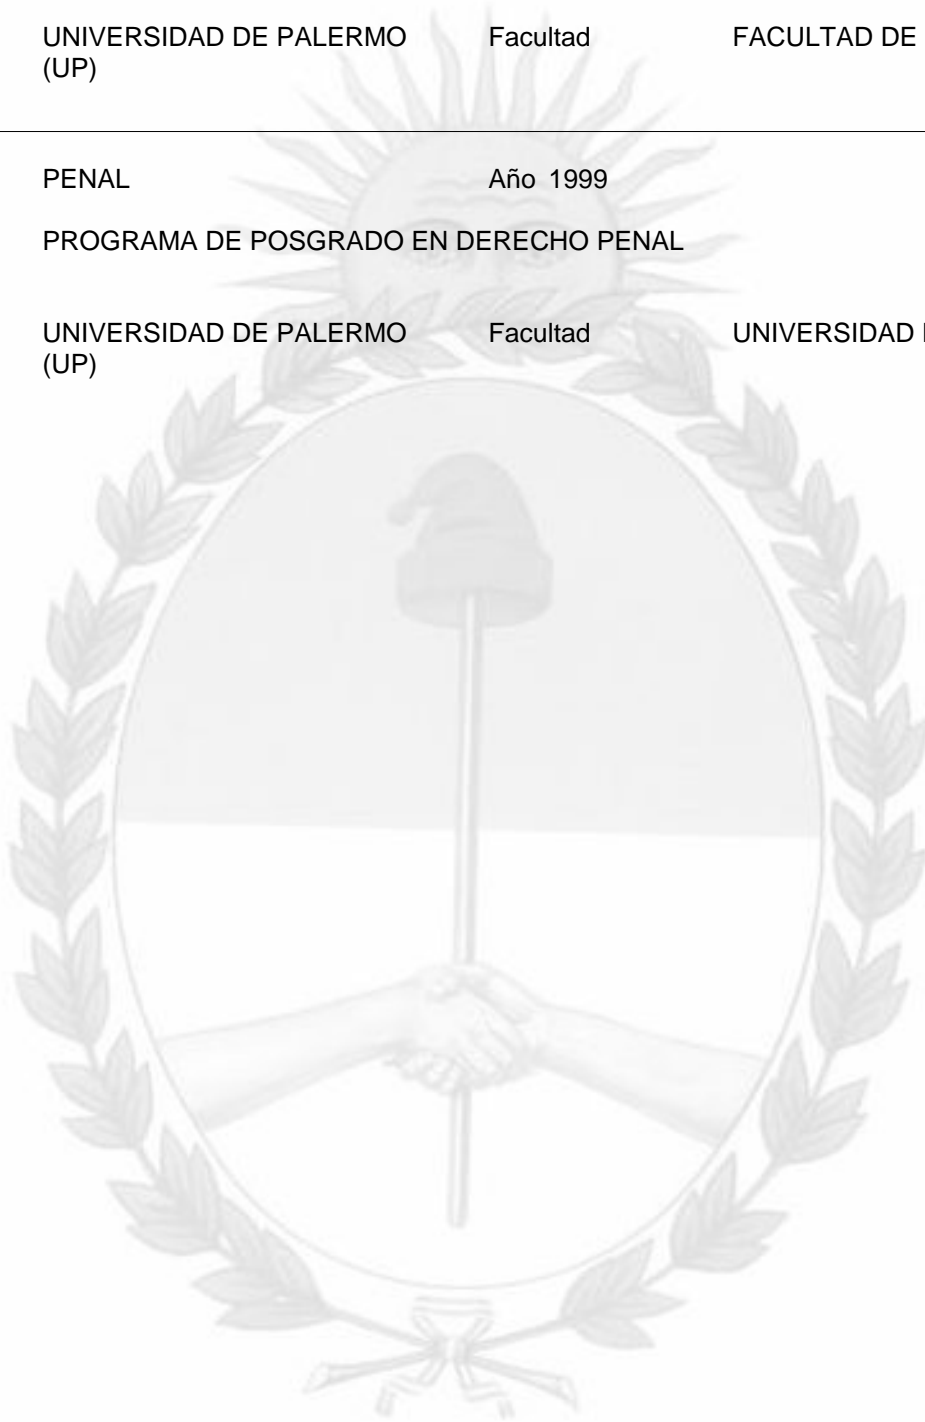 UNIVERSIDAD DE PALERMO Facultad FACULTAD DE
(UP)
PENAL Año 1999
PROGRAMA DE POSGRADO EN DERECHO PENAL
UNIVERSIDAD DE PALERMO Facultad UNIVERSIDAD
(UP)